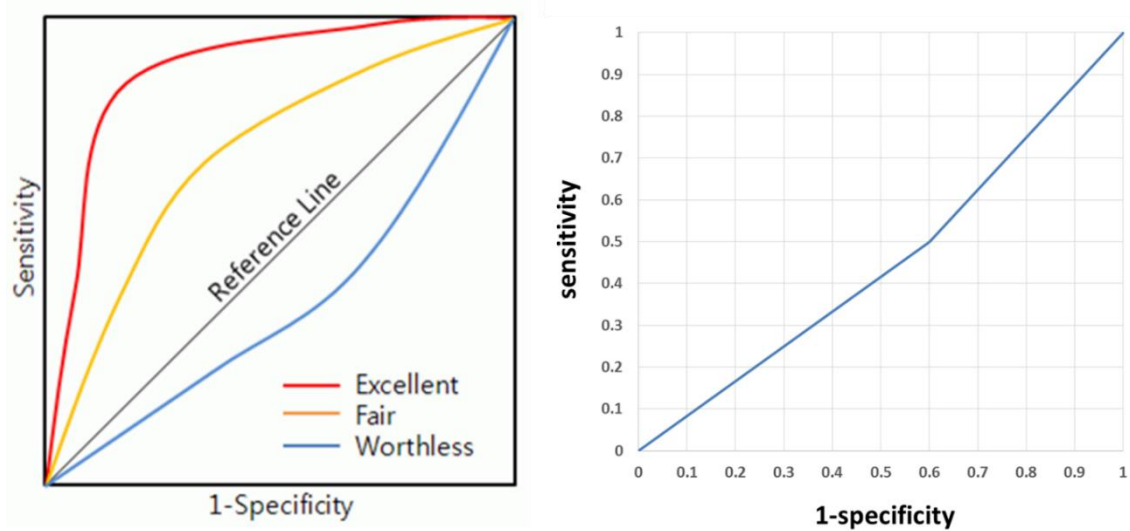 Sensitivity
Reference Line
Excellent
Fair
Worthless
1-Specificity
sensitivity
1
0.9
0.8
0.7
0.6
0.5
0.4
0.3
0.2
0.1
0
0 0.1 0.2 0.3 0.4 0.5 0.6 0.7 0.8 0.9 1
1-specificity